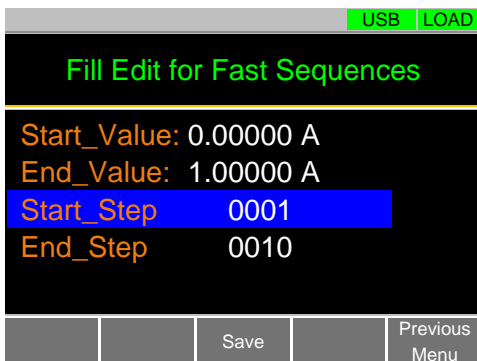 USB LOAD
Fill Edit for Fast Sequences
Start_Value: 0.00000 A
End_Value: 1.00000 A
Start_Step 0001
End_Step 0010
Save
Previous
Menu